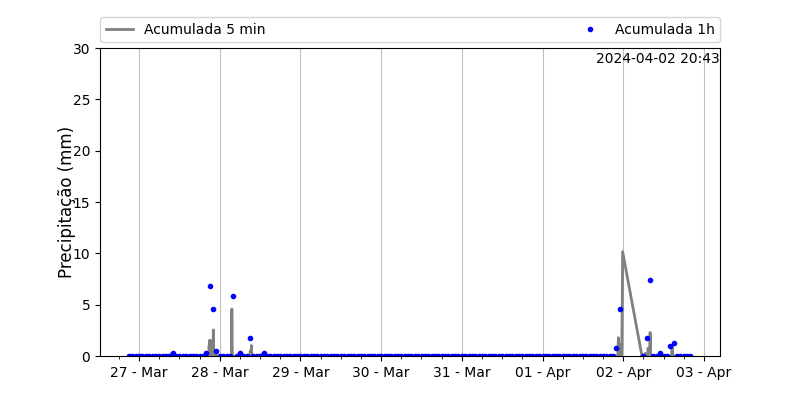 Acumulada 5 min
Acumulada 1h
2024-04-02 20:43
Precipitação (mm)
30
25
20
15
10
5
0
27 - Mar
28 - Mar
29 - Mar
30 - Mar
31 - Mar
01 - Apr
02 - Apr
03 - Apr